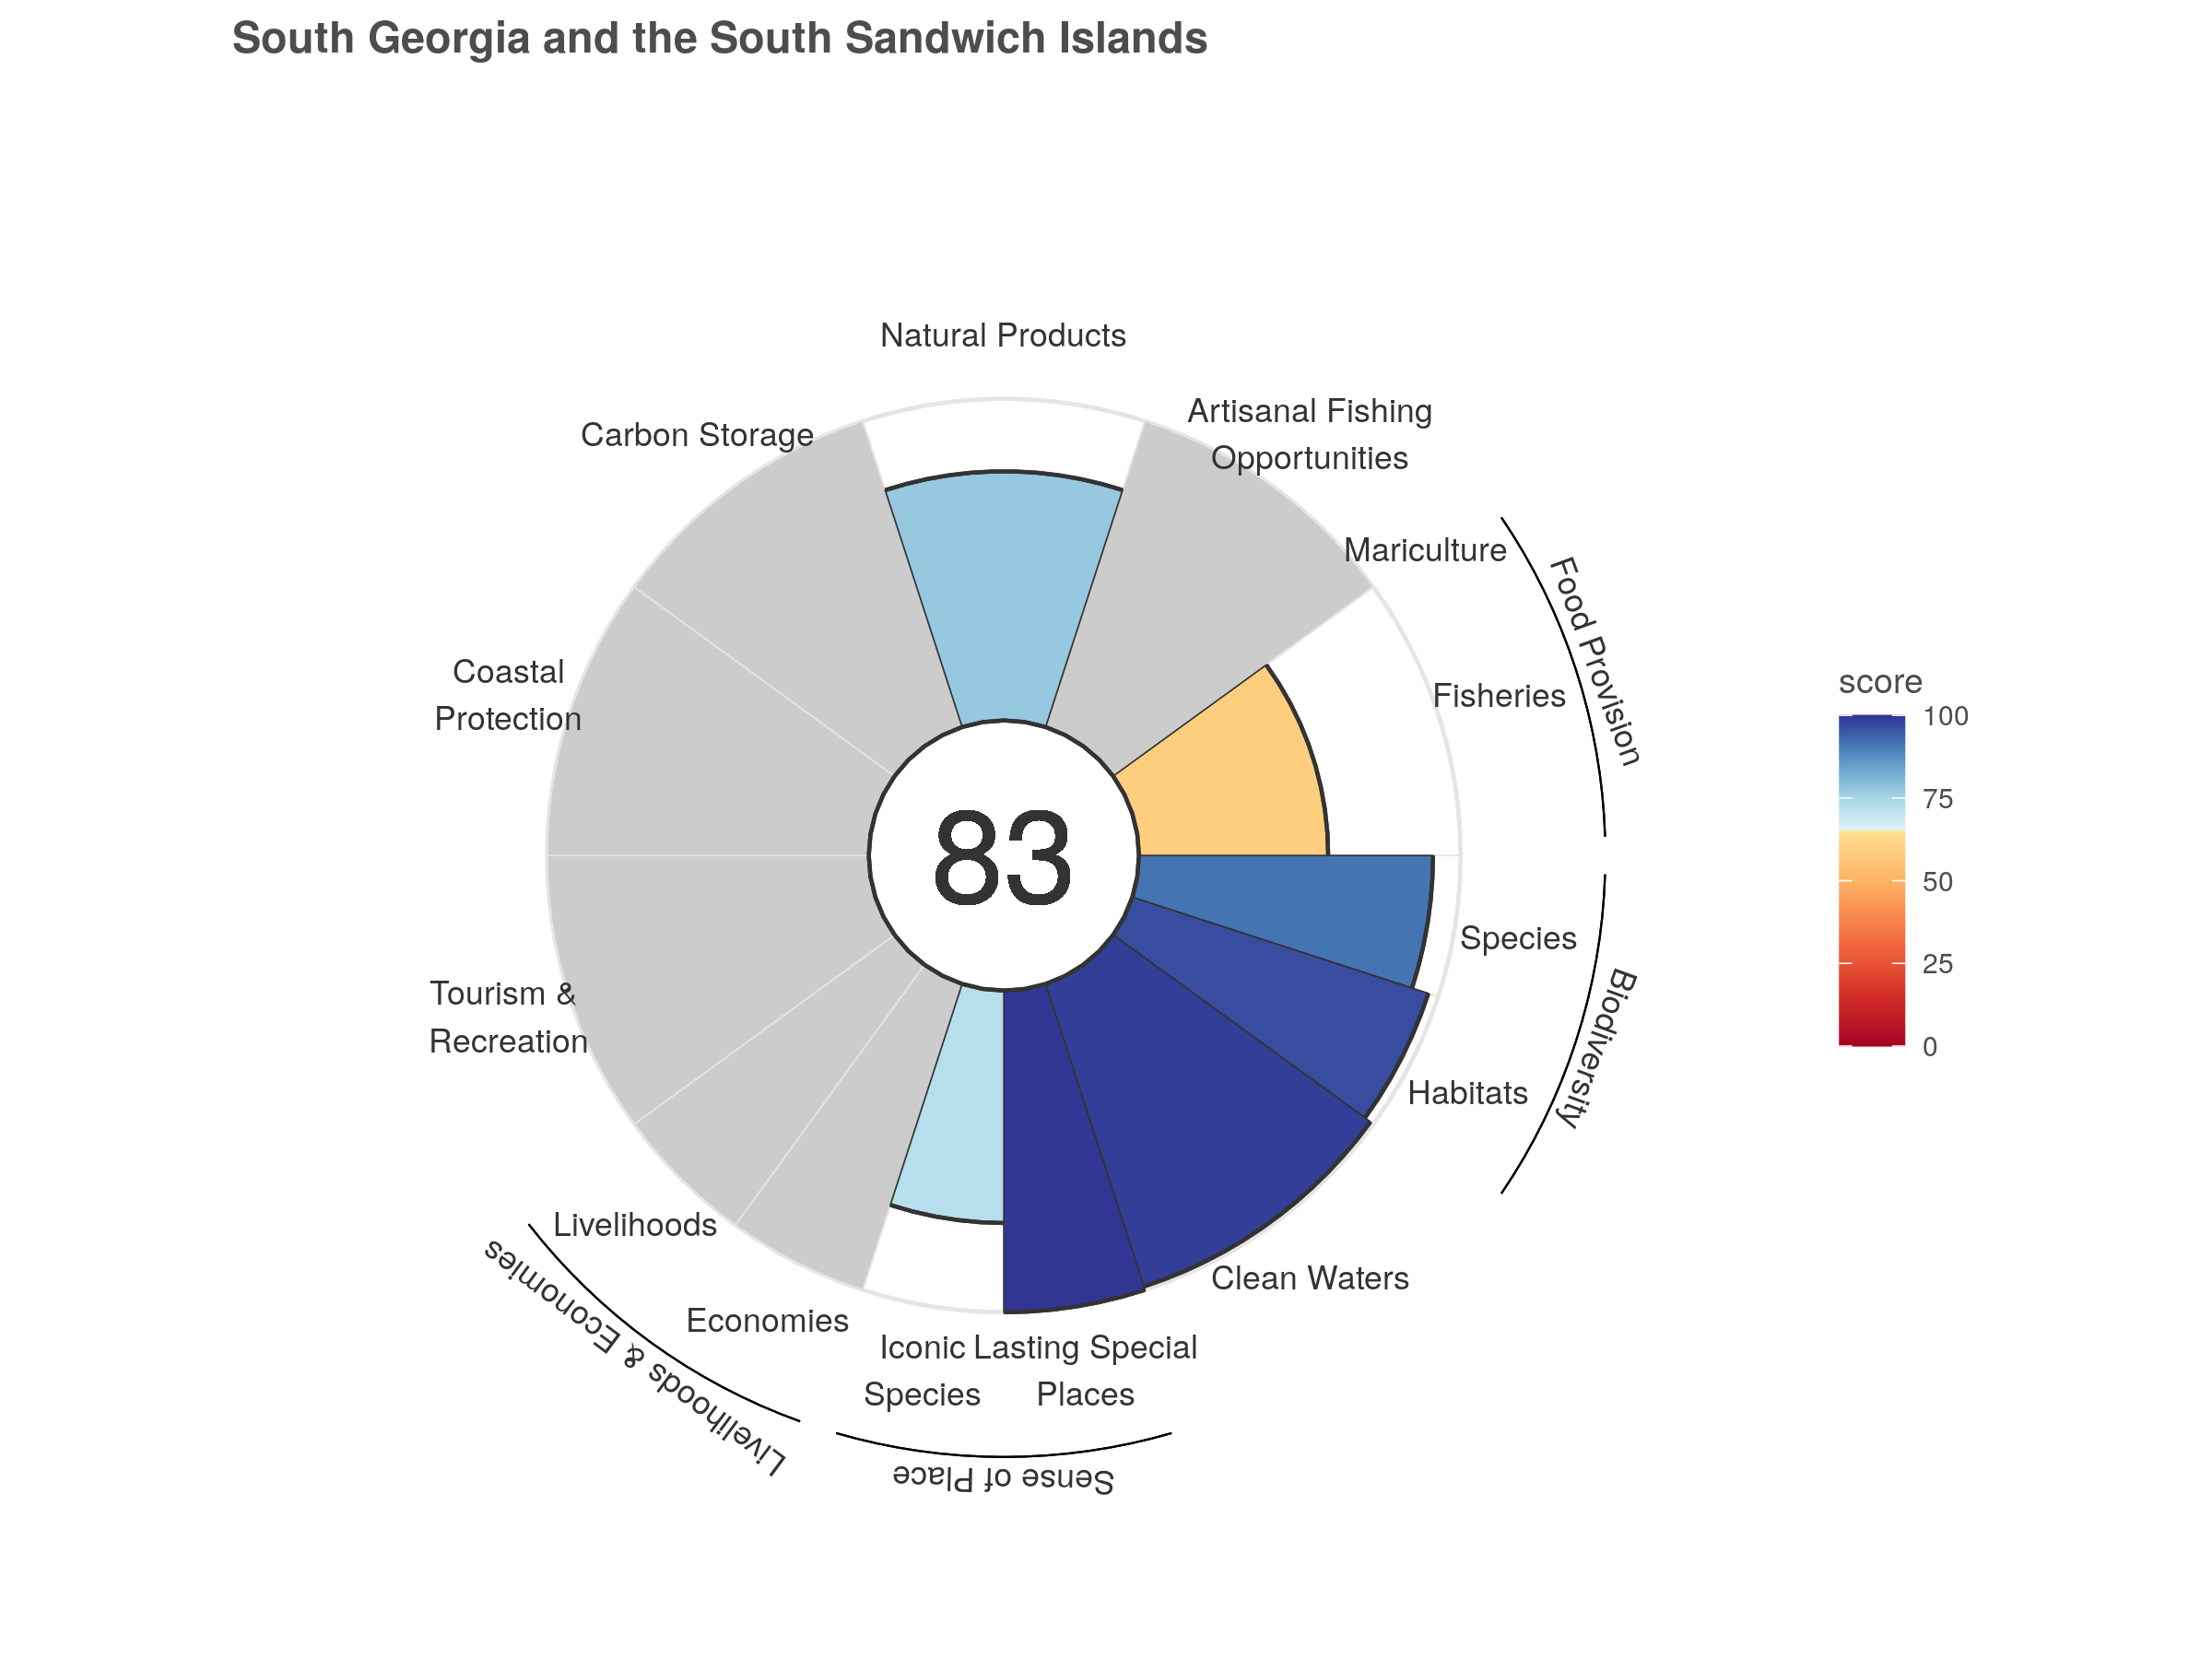 South Georgia and the South Sandwich Islands
Natural Products
Carbon Storage
Artisanal Fishing
Opportunities
Mariculture
Food Provision
Fisheries
Coastal
Protection
score
100
75
50
25
0
83
Species
Biodiversity
Tourism &
Recreation
Habitats
Livelihoods
Livelihoods & Economies
Clean Waters
Economies
Iconic
Species
Lasting Special
Places
Sense of Place